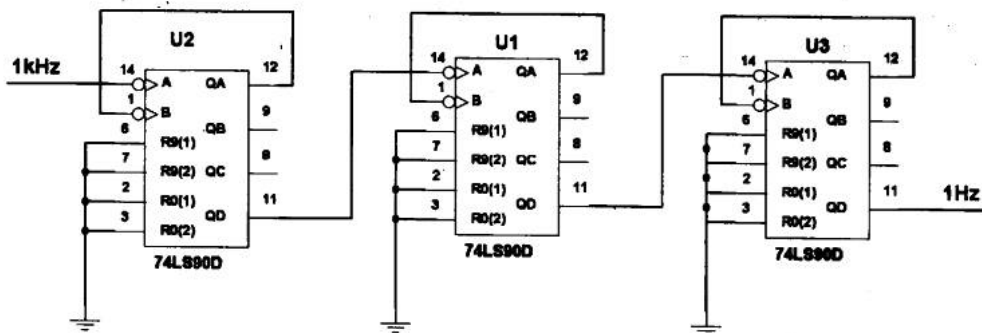 U2
1kHz
14
A
QA
12
1
B
6
R9(1)
QB
9
7
R9(2)
QC
8
2
R0(1)
3
R0(2)
QD
11
74LS90D
U1
14
A
QA
12
1
B
6
R9(1)
QB
9
7
R9(2)
QC
8
2
R0(1)
3
R0(2)
QD
11
74LS90D
U3
14
A
QA
12
1
B
6
R9(1)
QB
9
7
R9(2)
QC
8
2
R0(1)
3
R0(2)
QD
11
1Hz
74LS90D